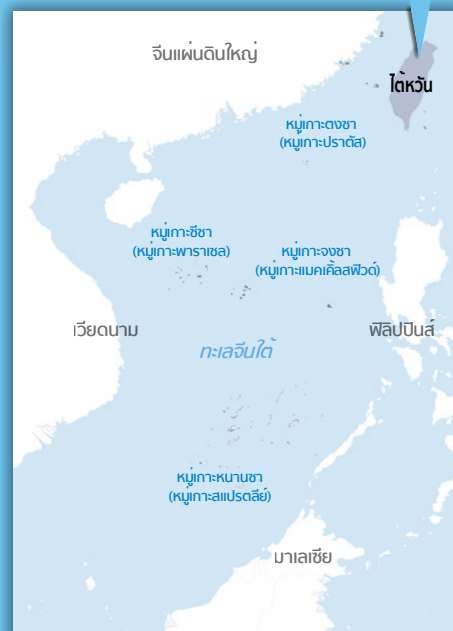 จีนแผ่นดินใหญ่
ไต้หวัน
หมู่เกาะตงซา
(หมู่เกาะปราตัส)
หมู่เกาะซีซา
(หมู่เกาะพาราเซล)
หมู่เกาะจงซา
(หมู่เกาะแมคเคิ้ลสฟิวด์)
เวียดนาม
ฟิลิปปินส์
ทะเลจีนใต้
หมู่เกาะหนานซา
(หมู่เกาะสแปรตลีย์)
มาเลเซีย